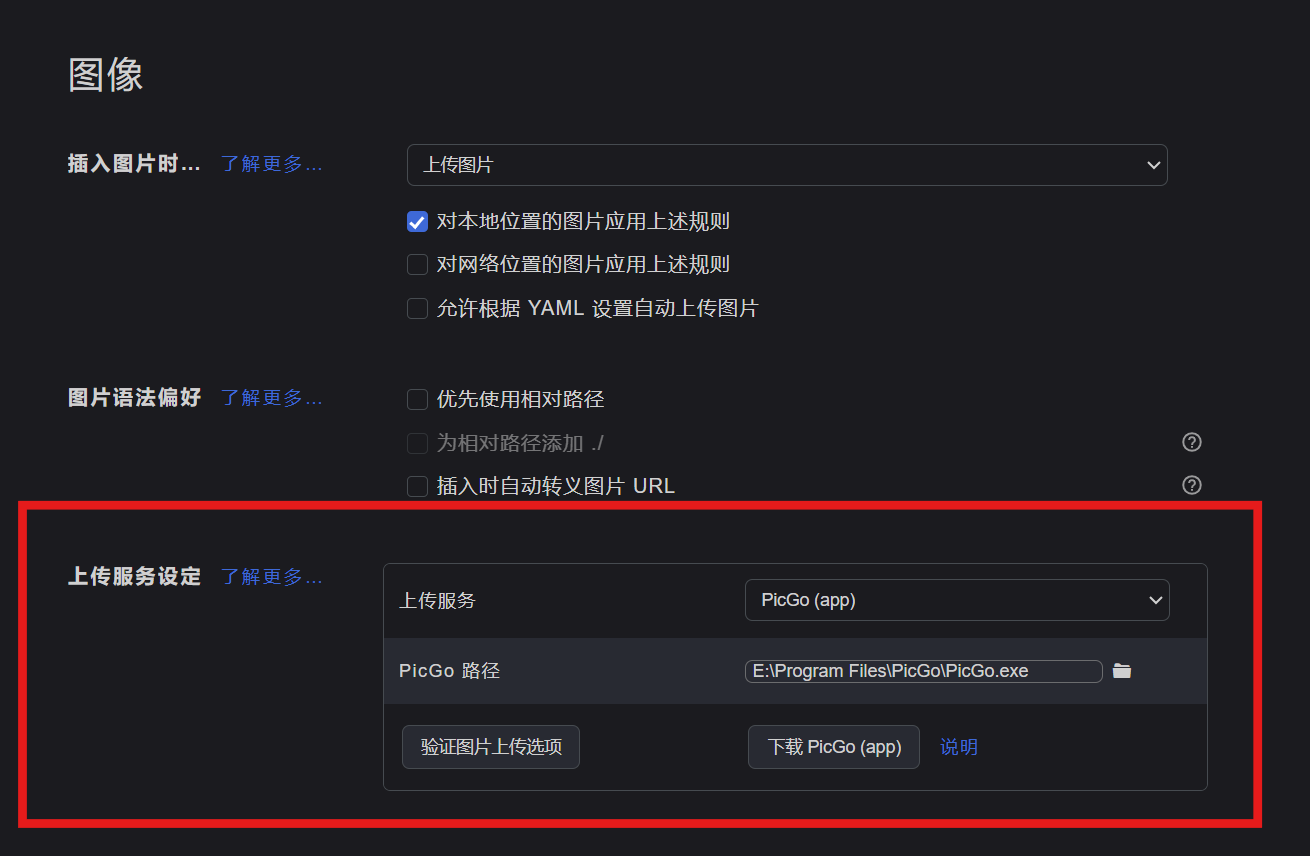 图像
插入图片时... 了解更多... 上传图片
对本地位置的图片应用上述规则
对网络位置的图片应用上述规则
允许根据 YAML 设置自动上传图片
图片语法偏好 了解更多... 优先使用相对路径
为相对路径添加 ./
插入时自动转义图片 URL
上传服务设定 了解更多... 上传服务 PicGo (app)
PicGo 路径 E:\Program Files\PicGo\PicGo.exe
验证图片上传选项 下载 PicGo (app) 说明